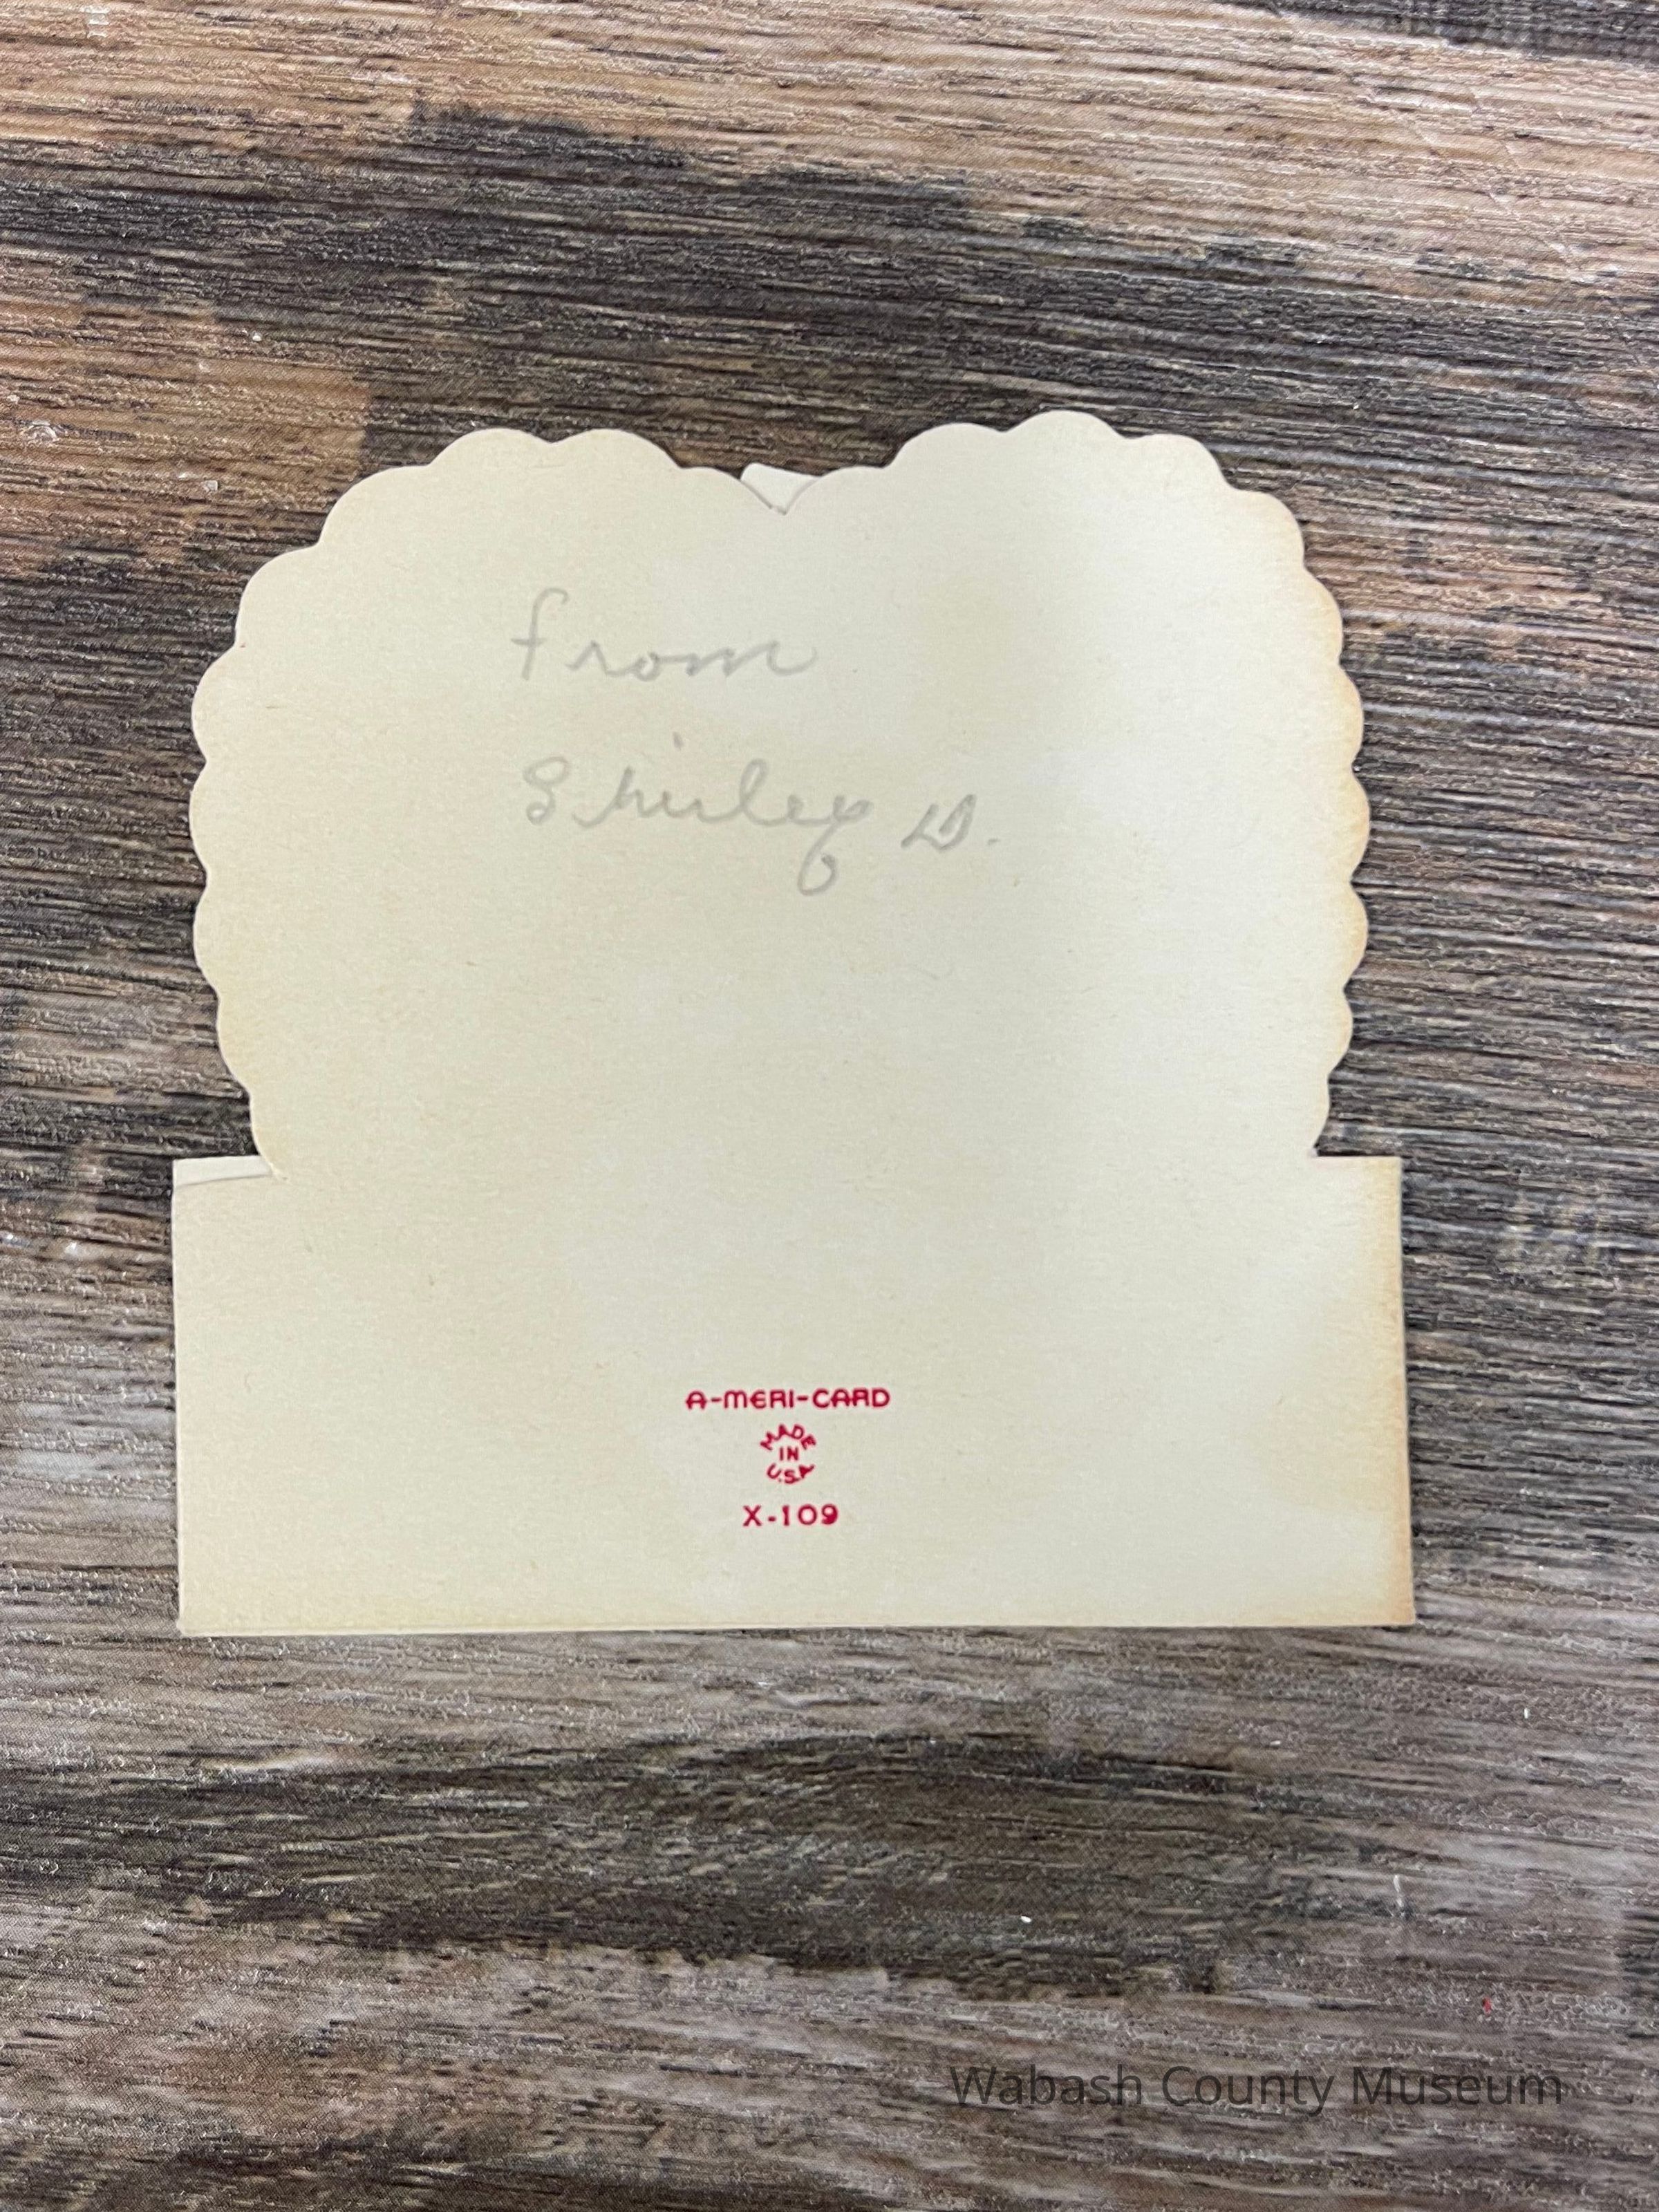 from
Shirley D.
A-MERI-CARD
MADE
IN
U.S.A.
X-109
Wabash County Museum